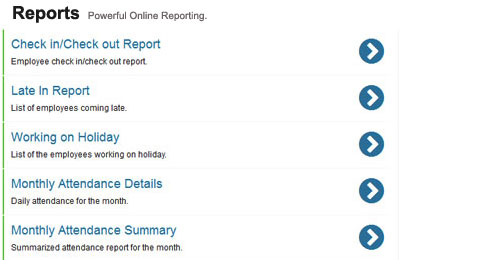 Reports Powerful Online Reporting.
Check in/Check out Report
Employee check in/check out report.
Late In Report
List of employees coming late.
Working on Holiday
List of the employees working on holiday.
Monthly Attendance Details
Daily attendance for the month.
Monthly Attendance Summary
Summarized attendance report for the month.